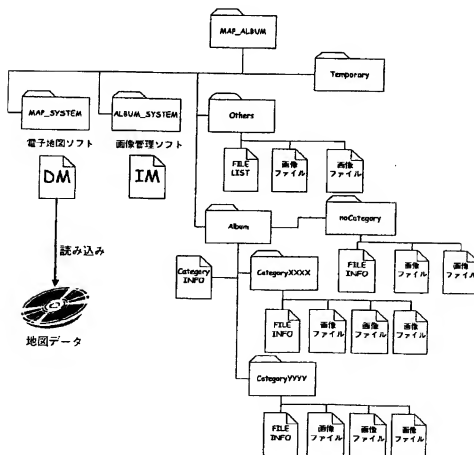 MAP_ALBUM
Temporary
MAP_SYSTEM
ALBUM_SYSTEM
Others
電子地図ソフト
画像管理ソフト
FILE
LIST
画像
ファイル
画像
ファイル
DM
IM
Album
noCategory
読み込み
Category
INFO
CategoryXXXX
FILE
INFO
画像
ファイル
画像
ファイル
地図データ
FILE
INFO
画像
ファイル
画像
ファイル
画像
ファイル
CategoryYYYY
FILE
INFO
画像
ファイル
画像
ファイル
画像
ファイル